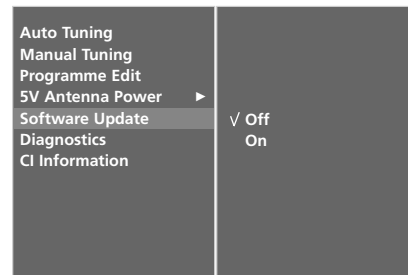 Auto Tuning
Manual Tuning
Programme Edit
5V Antenna Power ►
Software Update
√ Off
Diagnostics
On
CI Information